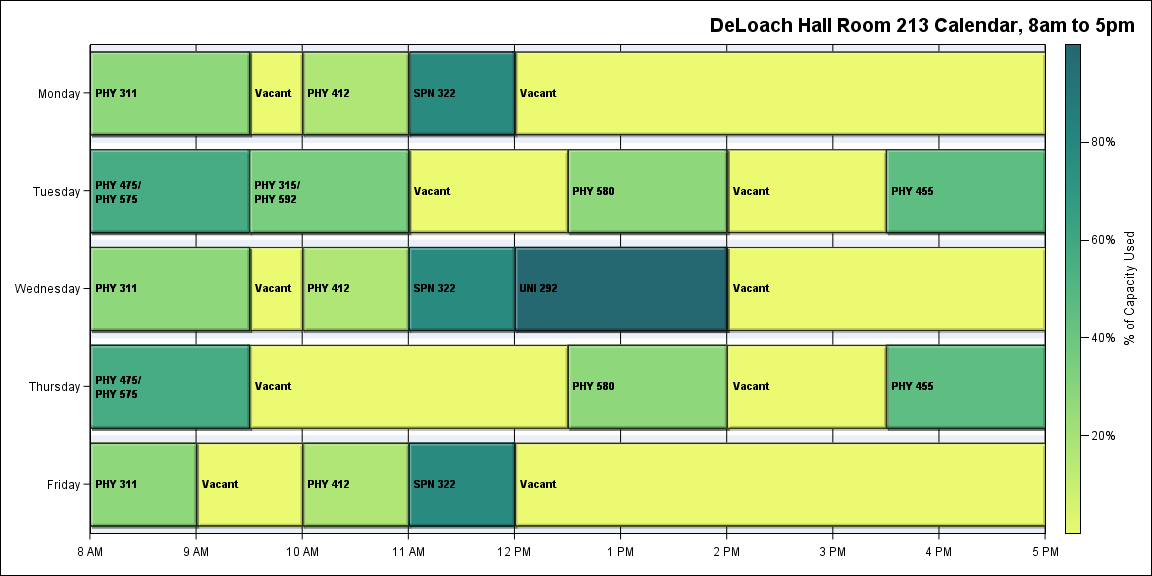 DeLoach Hall Room 213 Calendar, 8am to 5pm
Monday
PHY 311
Vacant
PHY 412
SPN 322
Vacant
Tuesday
PHY 475/
PHY 575
PHY 315/
PHY 592
Vacant
PHY 580
Vacant
PHY 455
Wednesday
PHY 311
Vacant
PHY 412
SPN 322
UNI 292
Vacant
Thursday
PHY 475/
PHY 575
Vacant
PHY 580
Vacant
PHY 455
Friday
PHY 311
Vacant
PHY 412
SPN 322
Vacant
8 AM
9 AM
10 AM
11 AM
12 PM
1 PM
2 PM
3 PM
4 PM
5 PM
80%
60%
40%
20%
% of Capacity Used